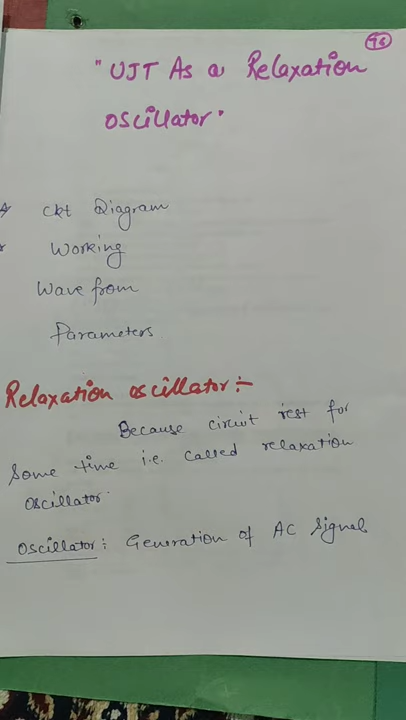 76
"UJT As a Relaxation
Oscillator"
Ckt Diagram
Working
Wave from
Parameters
Relaxation oscillator :-
Because circuit rest for
Some time i.e. called relaxation
oscillator.
Oscillator : Generation of AC Signal